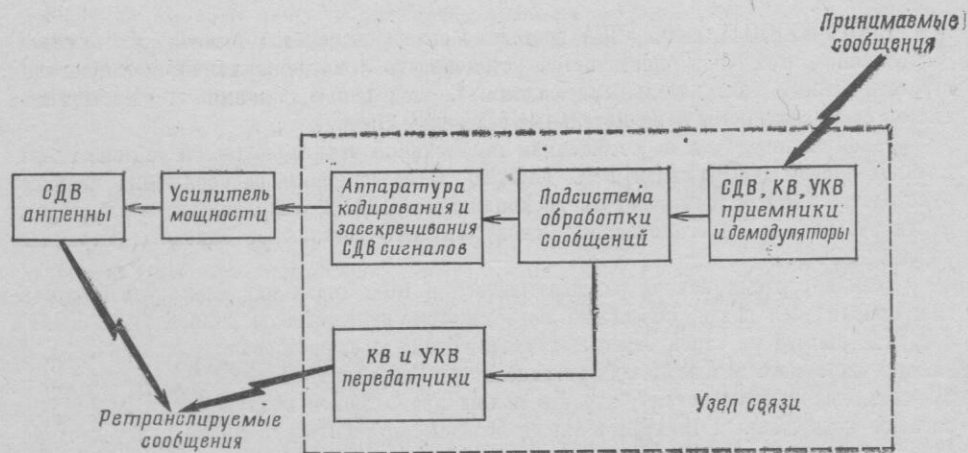 Принимаемые
сообщения
СДВ
антенны
Усилитель
мощности
Аппаратура
кодирования и
засекречивания
СДВ сигналов
Подсистема
обработки
сообщений
СДВ, КВ, УКВ
приемники
и демодуляторы
КВ и УКВ
передатчики
Узел связи
Ретранслируемые
сообщения